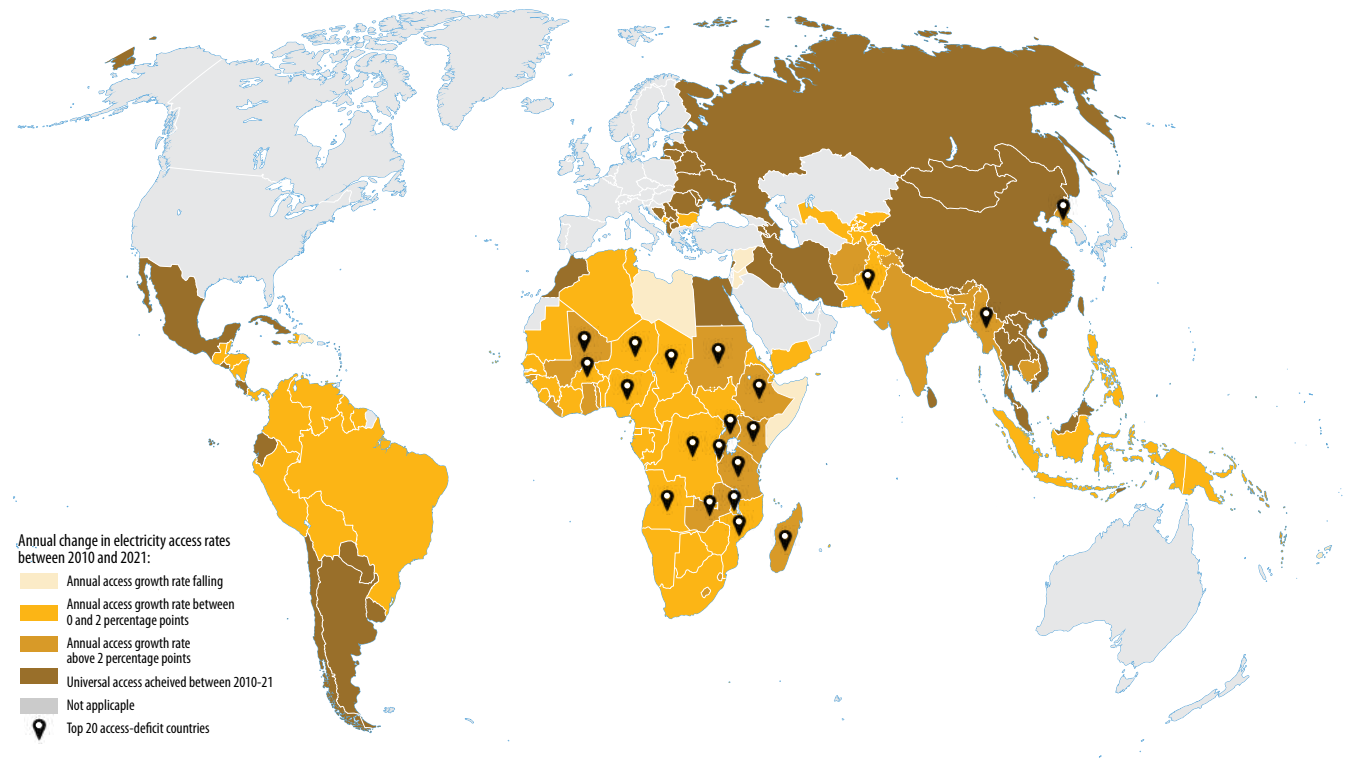 Annual change in electricity access rates
between 2010 and 2021:
Annual access growth rate falling
Annual access growth rate between
0 and 2 percentage points
Annual access growth rate
above 2 percentage points
Universal access acheived between 2010-21
Not applicaple
Top 20 access-deficit countries